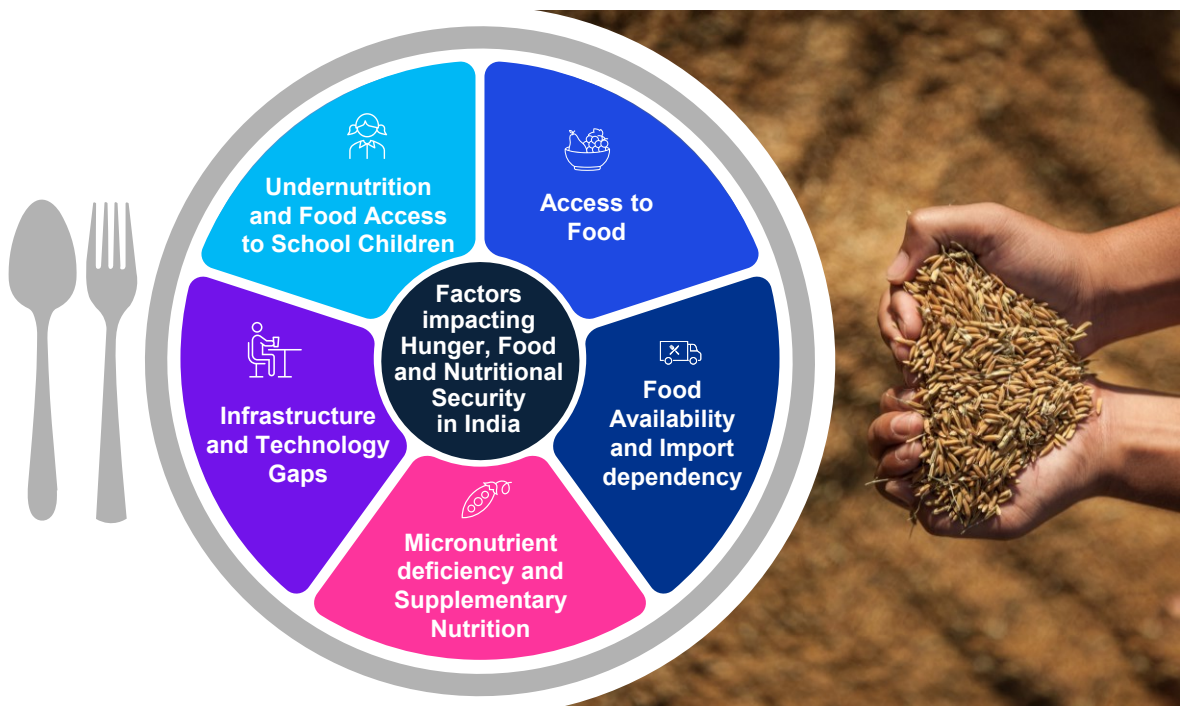 Undernutrition
and Food Access
to School Children
Access to
Food
Factors
impacting
Hunger, Food
and Nutritional
Security
in India
Infrastructure
and Technology
Gaps
Food
Availability
and Import
dependency
Micronutrient
deficiency and
Supplementary
Nutrition